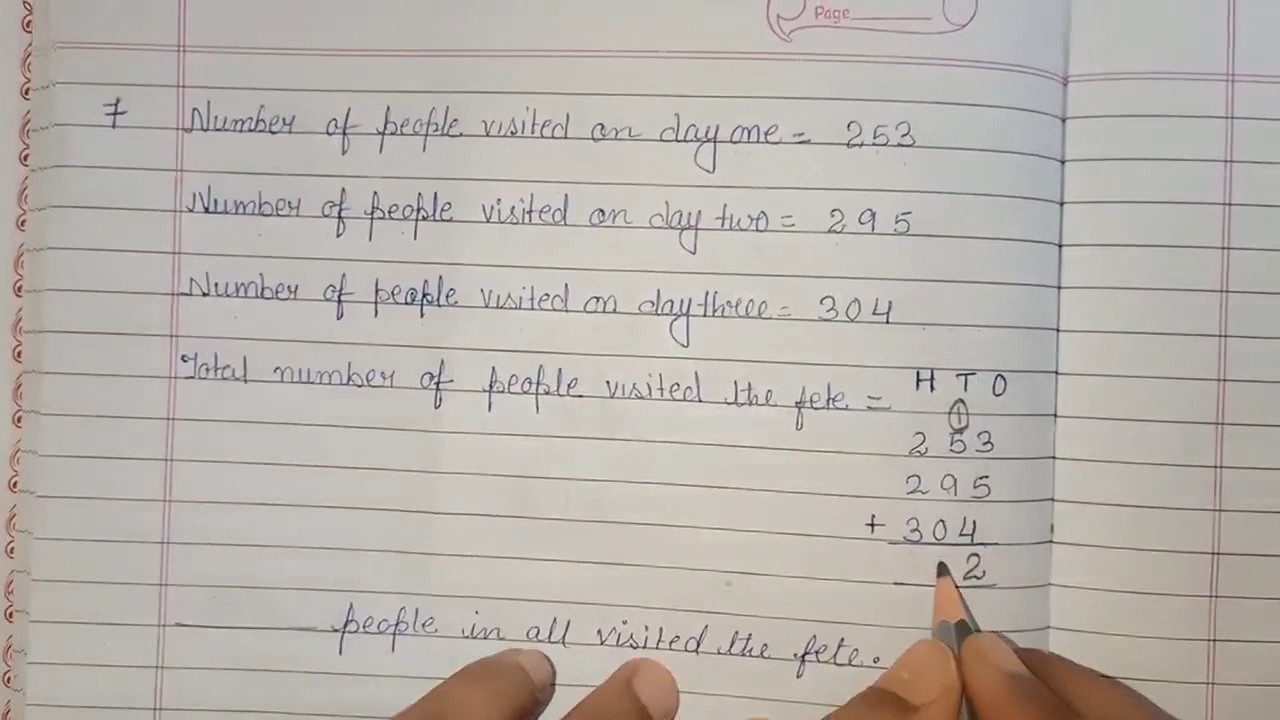 Page
7 Number of people visited on day one = 253
Number of people visited on day two = 295
Number of people visited on day three = 304
Total number of people visited the fete =
H T O
1
253
295
+ 304
2
people in all visited the fete.